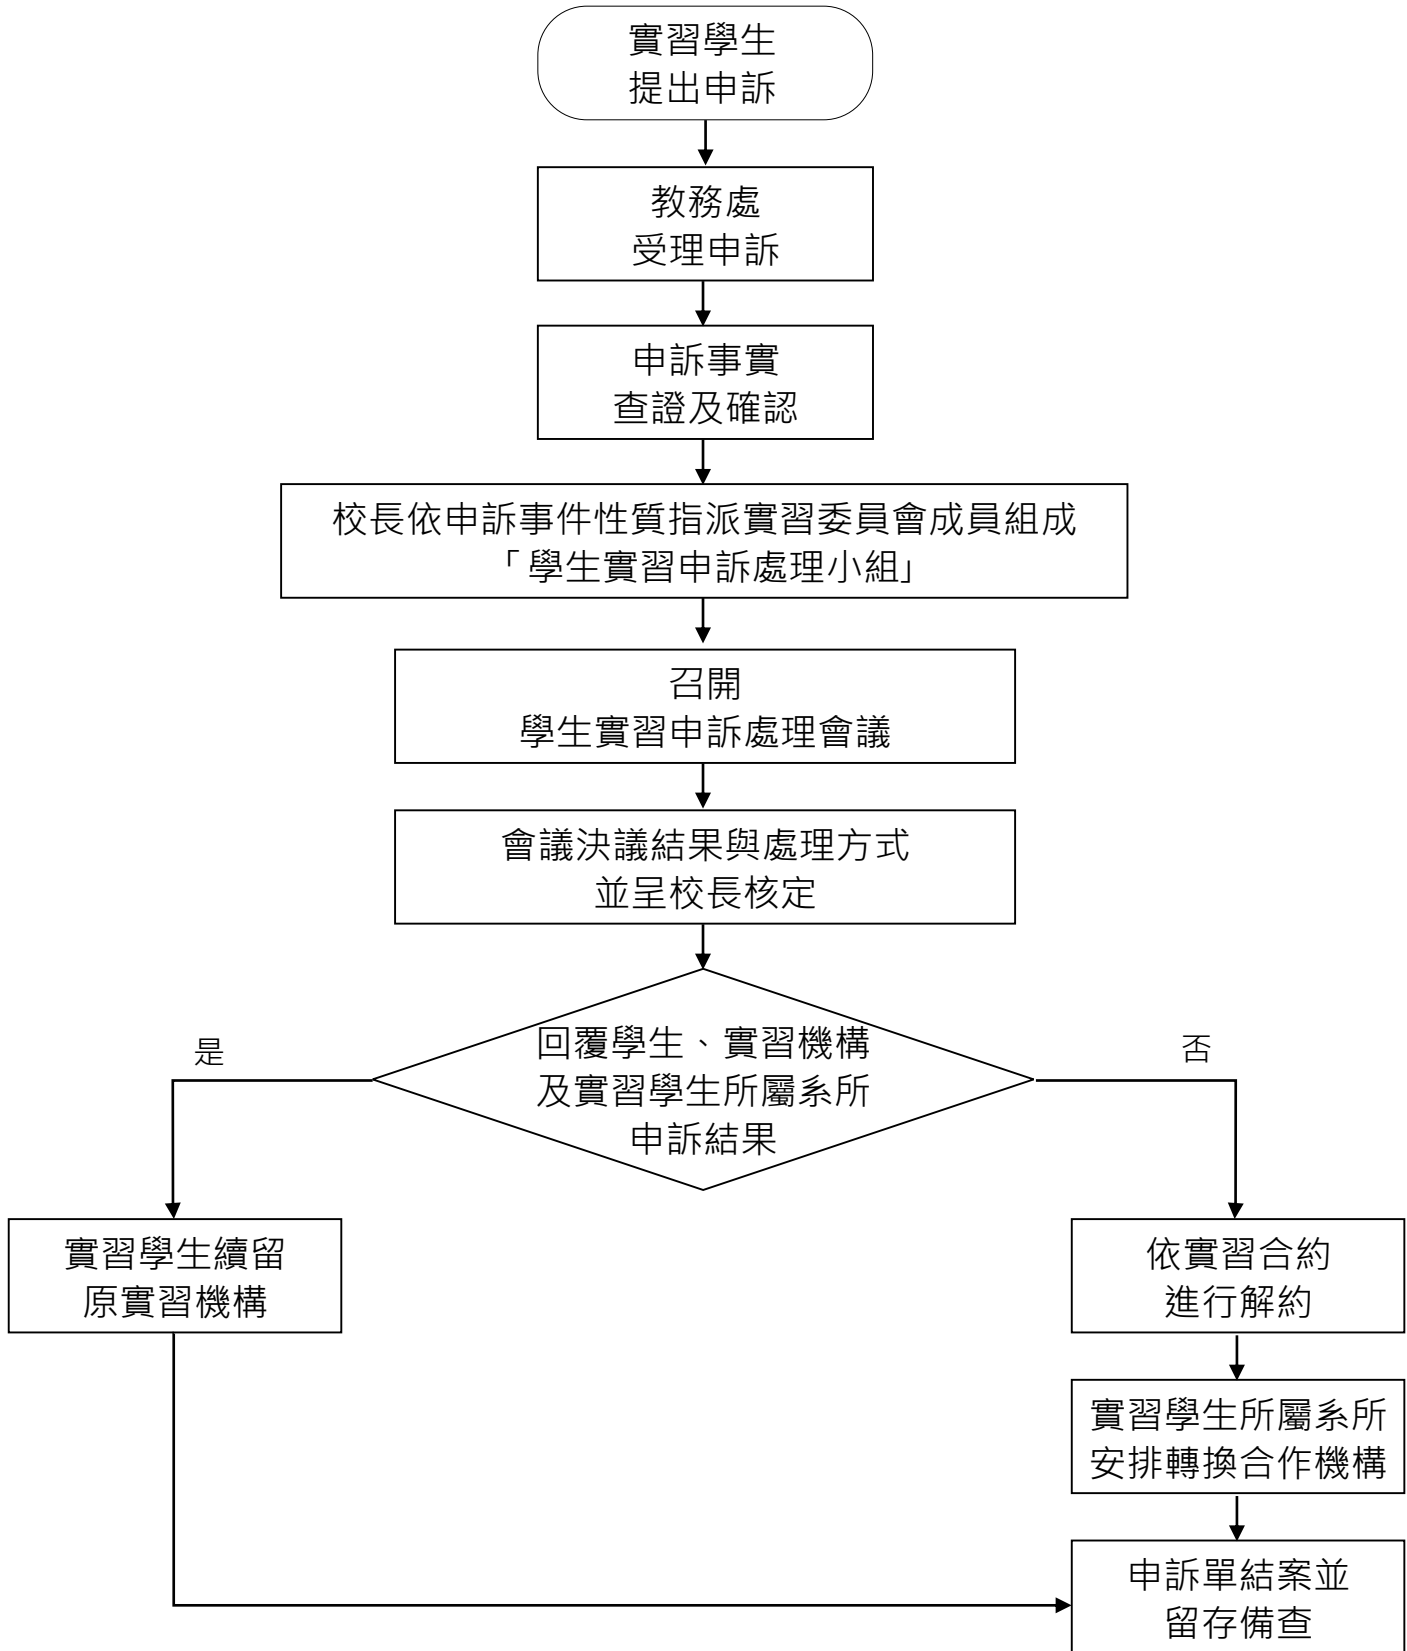 實習學生
提出申訴
教務處
受理申訴
申訴事實
查證及確認
校長依申訴事件性質指派實習委員會成員組成
「學生實習申訴處理小組」
召開
學生實習申訴處理會議
會議決議結果與處理方式
並呈校長核定
回覆學生、實習機構
及實習學生所屬系所
申訴結果
是
否
實習學生續留
原實習機構
依實習合約
進行解約
實習學生所屬系所
安排轉換合作機構
申訴單結案並
留存備查